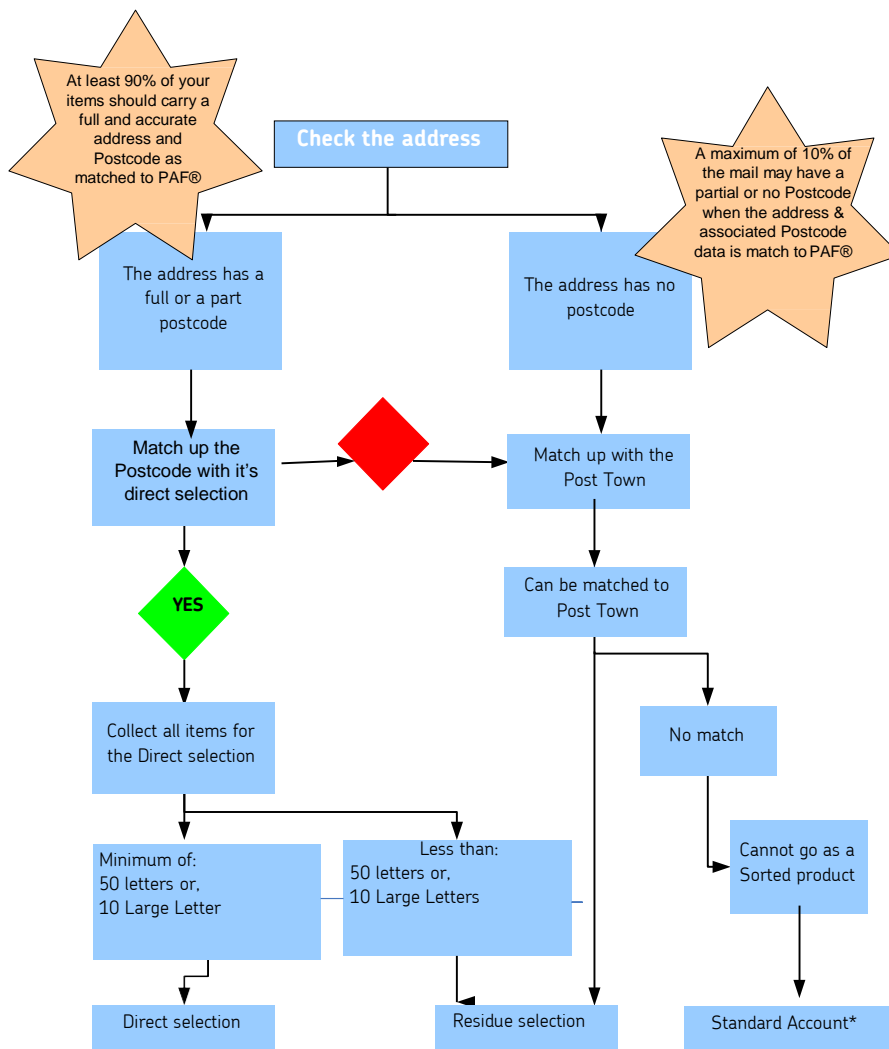 At least 90% of your
items should carry a
full and accurate
address and
Postcode as
matched to PAF®
Check the address
A maximum of 10% of
the mail may have a
partial or no Postcode
when the address &
associated Postcode
data is match to PAF®
The address has a
full or a part
postcode
The address has no
postcode
Match up the
Postcode with it's
direct selection
Match up with the
Post Town
YES
Can be matched to
Post Town
Collect all items for
the Direct selection
No match
Minimum of:
50 letters or,
10 Large Letter
Less than:
50 letters or,
10 Large Letters
Cannot go as a
Sorted product
Direct selection
Residue selection
Standard Account*